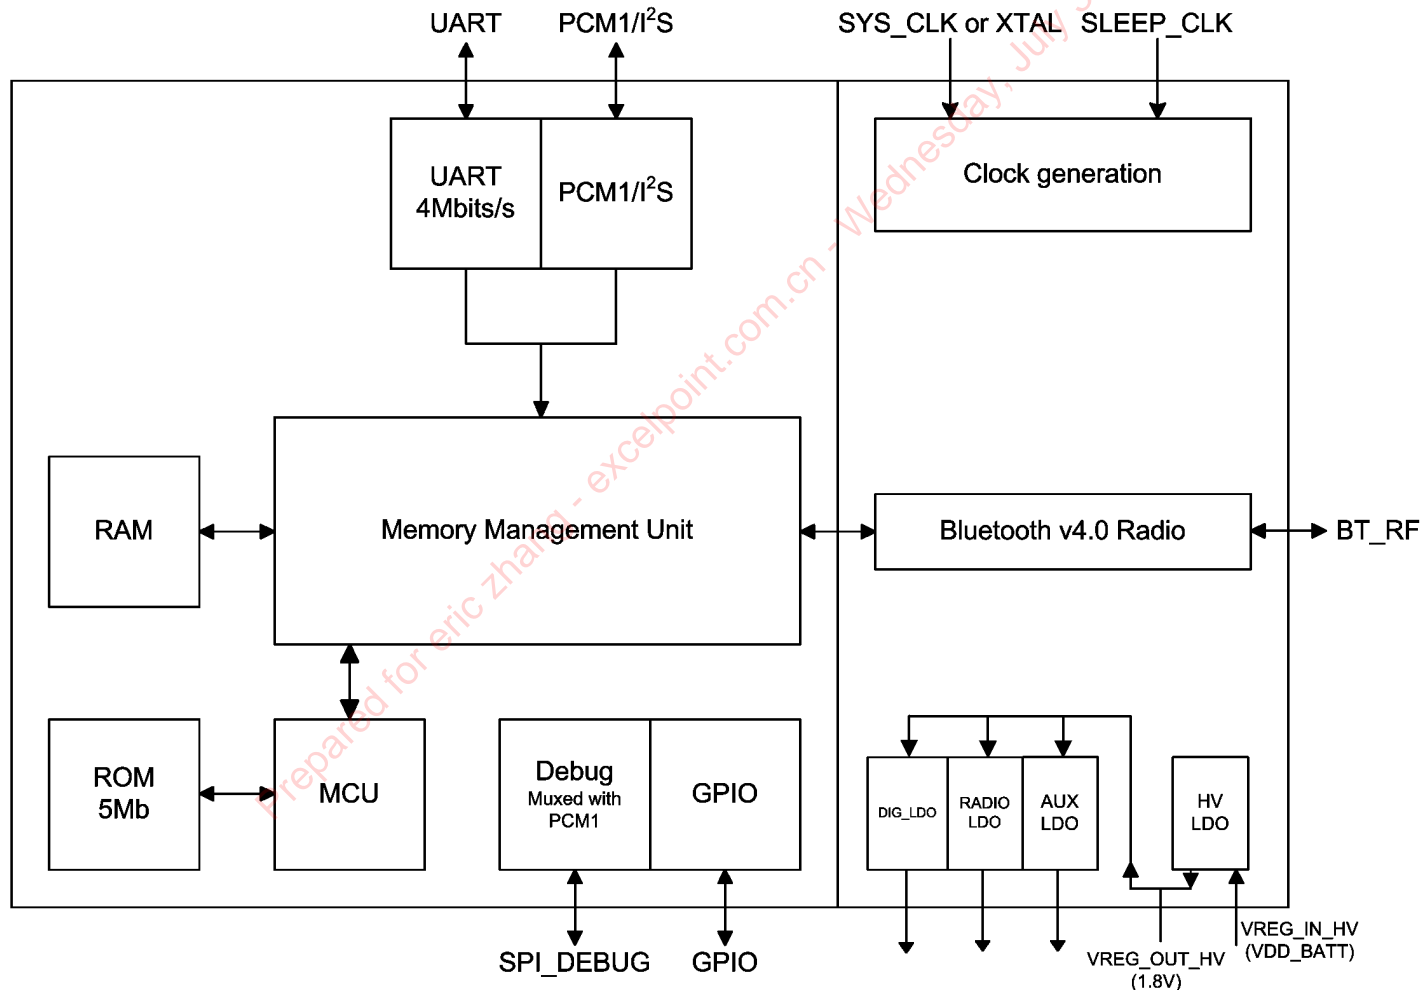 UART
PCM1/I²S
SYS_CLK or XTAL
SLEEP_CLK
UART
4Mbits/s
PCM1/I²S
Clock generation
RAM
Memory Management Unit
Bluetooth v4.0 Radio
BT_RF
ROM
5Mb
MCU
Debug
Muxed with
PCM1
GPIO
DIG_LDO
RADIO
LDO
AUX
LDO
HV
LDO
SPI_DEBUG
GPIO
VREG_OUT_HV
(1.8V)
VREG_IN_HV
(VDD_BATT)
Prepared for eric zhang - excelpoint.com.cn - Wednesday, July